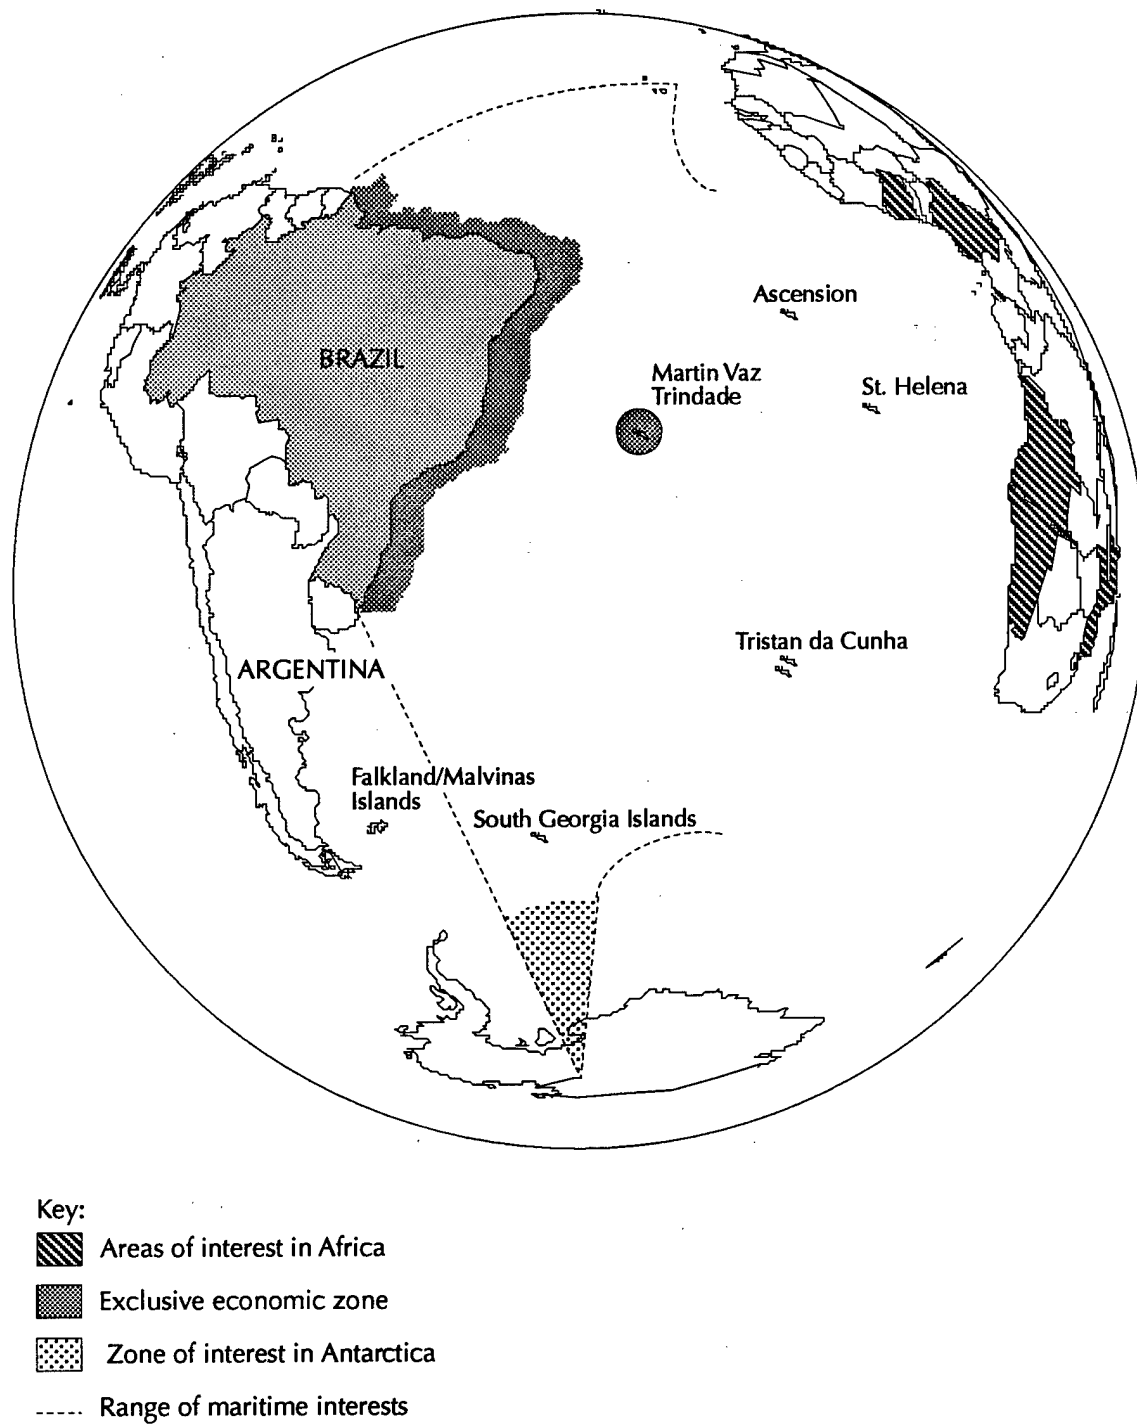 Ascension
BRAZIL
Martin Vaz
Trindade
St. Helena
Tristan da Cunha
ARGENTINA
Falkland/Malvinas
Islands
South Georgia Islands
Key:
Areas of interest in Africa
Exclusive economic zone
Zone of interest in Antarctica
Range of maritime interests